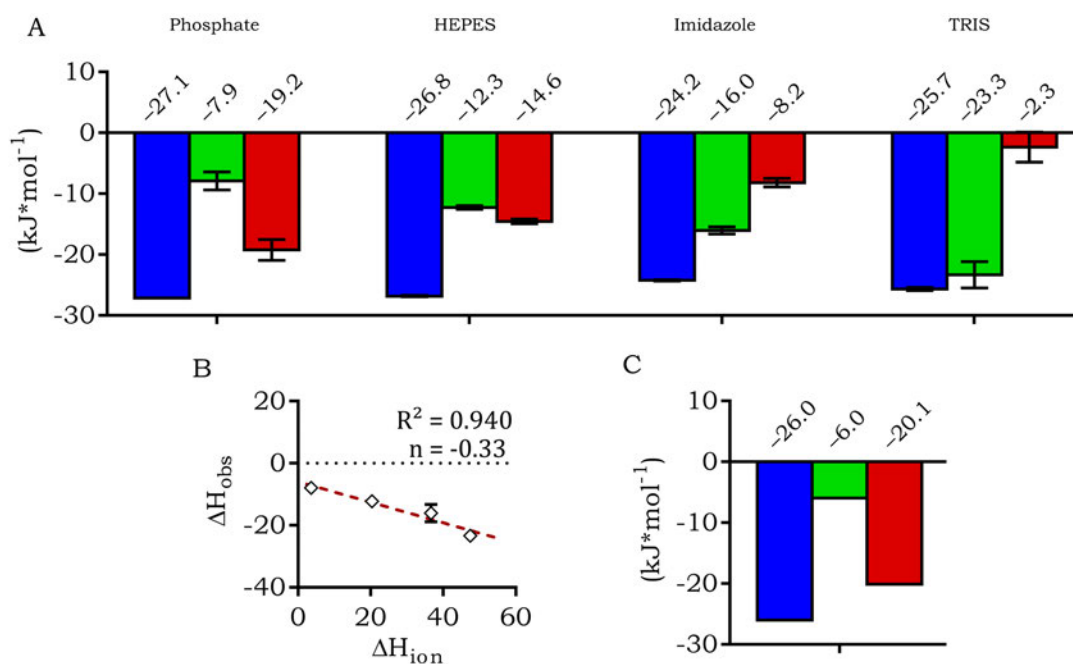 A
Phosphate HEPES Imidazole TRIS
(kJ*mol⁻¹)
10
0
-10
-20
-30
–27.1 –7.9 –19.2 –26.8 –12.3 –14.6 –24.2 –16.0 –8.2 –25.7 –23.3 –2.3
B
ΔH_obs
20
0
-20
-40
R² = 0.940
n = -0.33
0 20 40 60
ΔH_ion
C
(kJ*mol⁻¹)
10
0
-10
-20
-30
–26.0 –6.0 –20.1